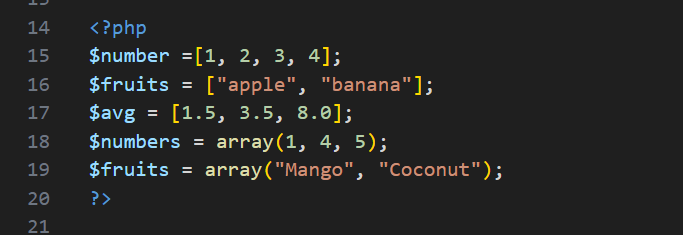 14 <?php
15 $number =[1, 2, 3, 4];
16 $fruits = ["apple", "banana"];
17 $avg = [1.5, 3.5, 8.0];
18 $numbers = array(1, 4, 5);
19 $fruits = array("Mango", "Coconut");
20 ?>
21